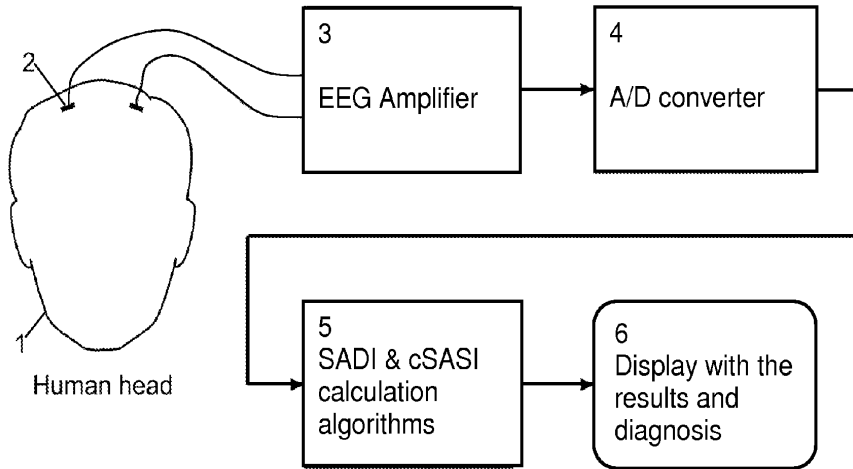 2
3
EEG Amplifier
4
A/D converter
1
Human head
5
SADI & cSASI
calculation
algorithms
6
Display with the
results and
diagnosis